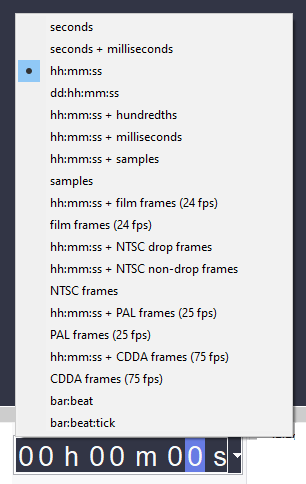 seconds
seconds + milliseconds
hh:mm:ss
dd:hh:mm:ss
hh:mm:ss + hundredths
hh:mm:ss + milliseconds
hh:mm:ss + samples
samples
hh:mm:ss + film frames (24 fps)
film frames (24 fps)
hh:mm:ss + NTSC drop frames
hh:mm:ss + NTSC non-drop frames
NTSC frames
hh:mm:ss + PAL frames (25 fps)
PAL frames (25 fps)
hh:mm:ss + CDDA frames (75 fps)
CDDA frames (75 fps)
bar:beat
bar:beat:tick
00 h 00 m 00 s